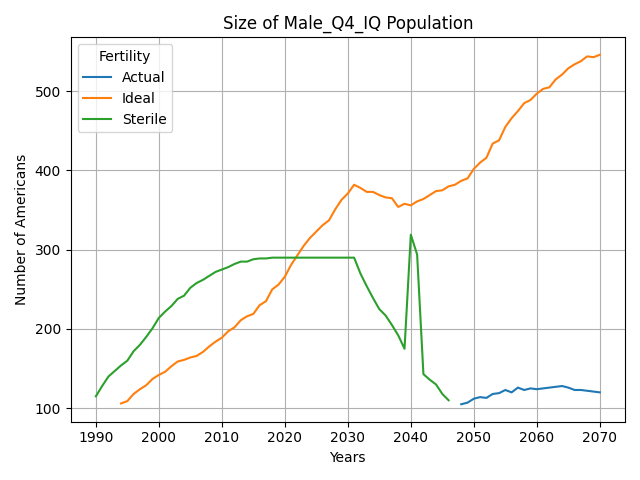 Size of Male_Q4_IQ Population
Fertility
Actual
Ideal
Sterile
Number of Americans
500
400
300
200
100
1990 2000 2010 2020 2030 2040 2050 2060 2070
Years